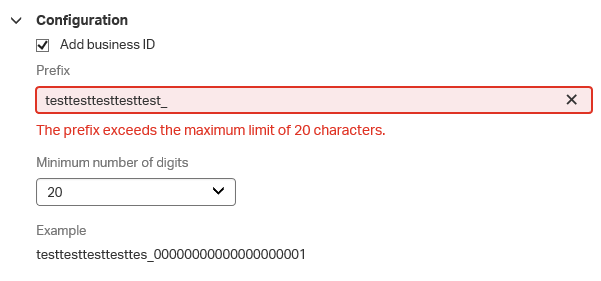 Configuration
Add business ID
Prefix
testtesttesttesttest_
The prefix exceeds the maximum limit of 20 characters.
Minimum number of digits
20
Example
testtesttesttesttes_00000000000000000001